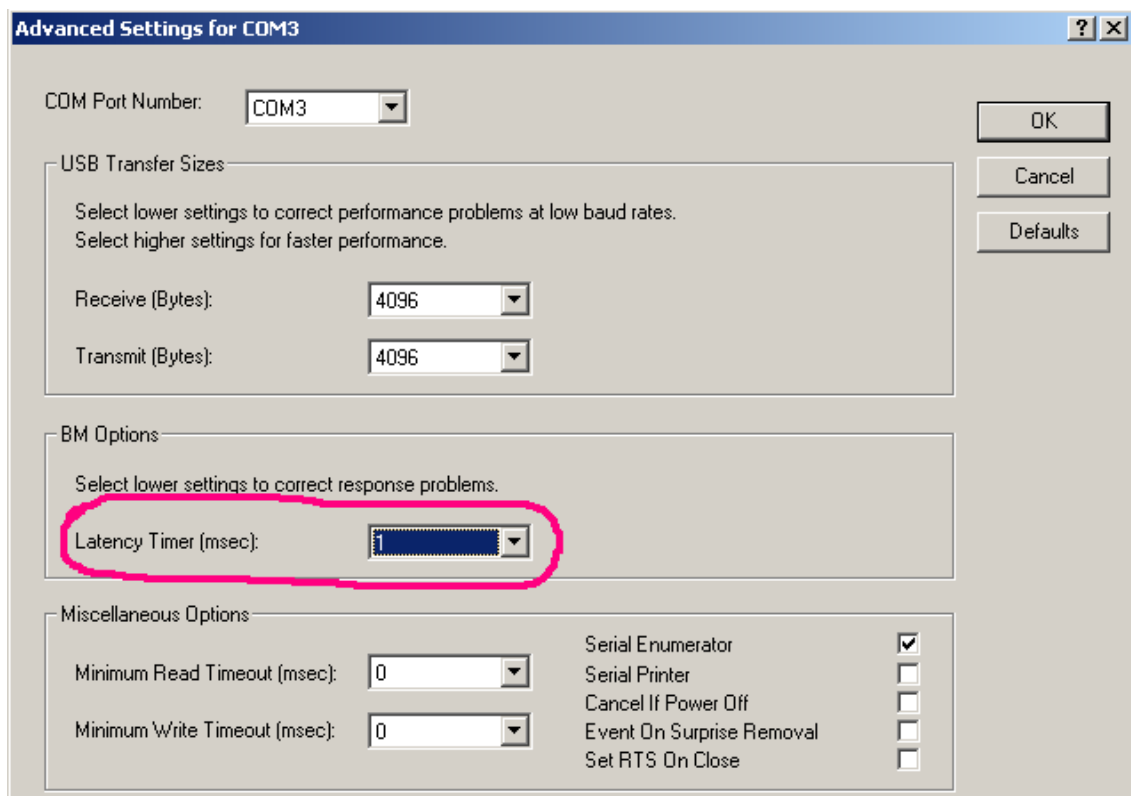 Advanced Settings for COM3
COM Port Number: COM3
OK
Cancel
Defaults
USB Transfer Sizes
Select lower settings to correct performance problems at low baud rates.
Select higher settings for faster performance.
Receive (Bytes): 4096
Transmit (Bytes): 4096
BM Options
Select lower settings to correct response problems.
Latency Timer (msec): 1
Miscellaneous Options
Minimum Read Timeout (msec): 0
Minimum Write Timeout (msec): 0
Serial Enumerator
Serial Printer
Cancel If Power Off
Event On Surprise Removal
Set RTS On Close